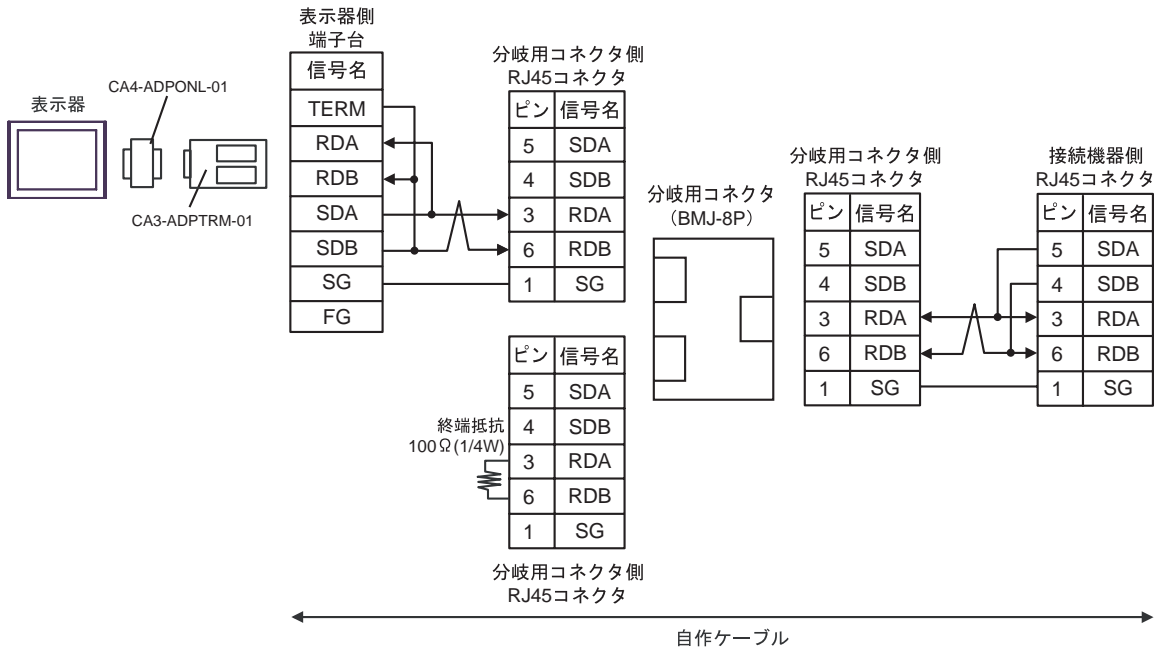 表示器
CA4-ADPONL-01
CA3-ADPTRM-01
表示器側
端子台
信号名
TERM
RDA
RDB
SDA
SDB
SG
FG
分岐用コネクタ側
RJ45コネクタ
ピン 信号名
5 SDA
4 SDB
3 RDA
6 RDB
1 SG
終端抵抗
100Ω(1/4W)
ピン 信号名
5 SDA
4 SDB
3 RDA
6 RDB
1 SG
分岐用コネクタ側
RJ45コネクタ
分岐用コネクタ
(BMJ-8P)
分岐用コネクタ側
RJ45コネクタ
ピン 信号名
5 SDA
4 SDB
3 RDA
6 RDB
1 SG
接続機器側
RJ45コネクタ
ピン 信号名
5 SDA
4 SDB
3 RDA
6 RDB
1 SG
自作ケーブル